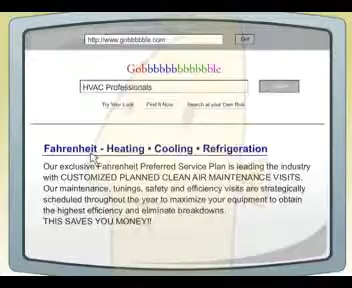 http://www.gobbbbble.com Go!
Gobbbbbbbbbbbble
HVAC Professionals
Try Your Luck Find It Now Search at your Own Risk
Fahrenheit - Heating • Cooling • Refrigeration
Our exclusive Fahrenheit Preferred Service Plan is leading the industry
with CUSTOMIZED PLANNED CLEAN AIR MAINTENANCE VISITS.
Our maintenance, tunings, safety and efficiency visits are strategically
scheduled throughout the year to maximize your equipment to obtain
the highest efficiency and eliminate breakdowns.
THIS SAVES YOU MONEY!!